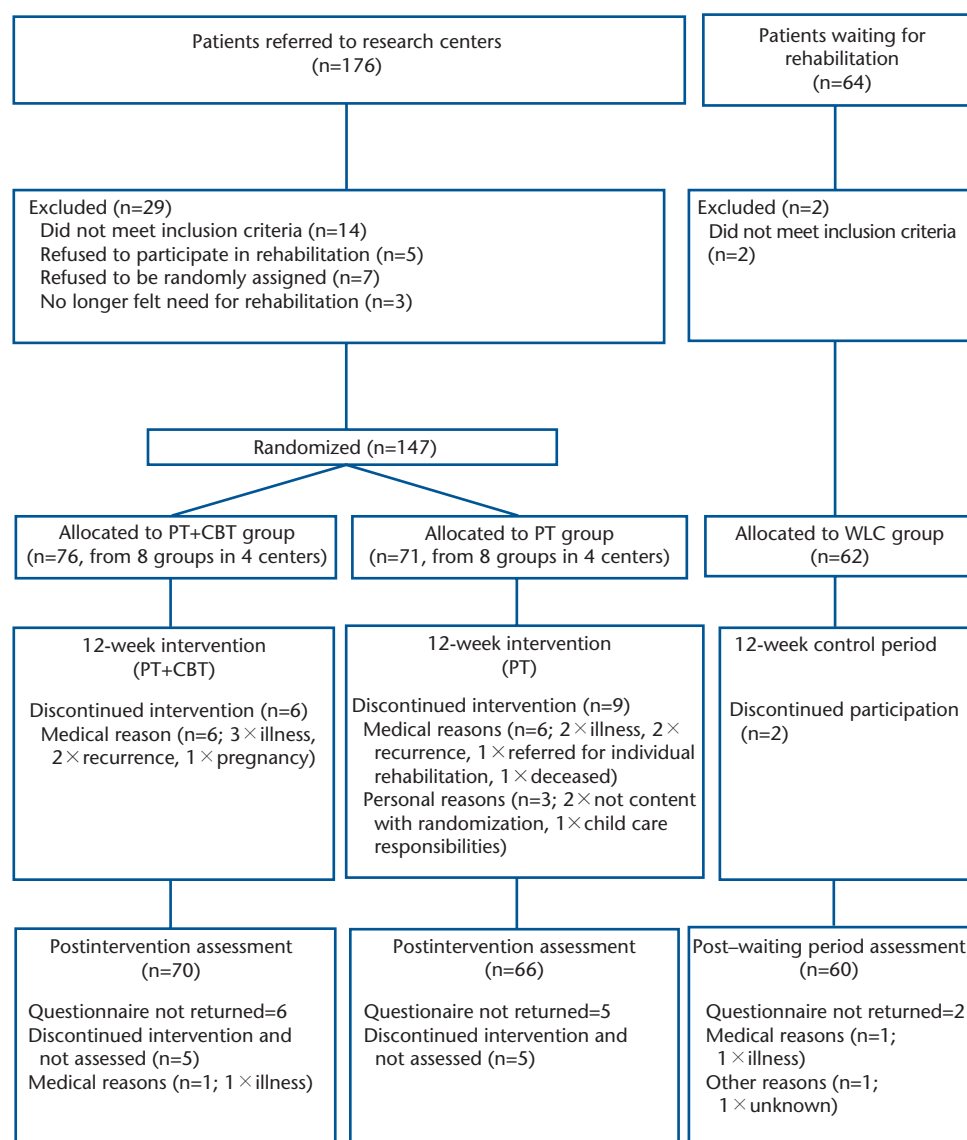 Patients referred to research centers
(n=176)
Patients waiting for
rehabilitation
(n=64)
Excluded (n=29)
Did not meet inclusion criteria (n=14)
Refused to participate in rehabilitation (n=5)
Refused to be randomly assigned (n=7)
No longer felt need for rehabilitation (n=3)
Excluded (n=2)
Did not meet inclusion criteria
(n=2)
Randomized (n=147)
Allocated to PT+CBT group
(n=76, from 8 groups in 4 centers)
Allocated to PT group
(n=71, from 8 groups in 4 centers)
Allocated to WLC group
(n=62)
12-week intervention
(PT+CBT)
Discontinued intervention (n=6)
Medical reason (n=6; 3×illness,
2×recurrence, 1×pregnancy)
12-week intervention
(PT)
Discontinued intervention (n=9)
Medical reasons (n=6; 2×illness, 2×
recurrence, 1×referred for individual
rehabilitation, 1×deceased)
Personal reasons (n=3; 2×not content
with randomization, 1×child care
responsibilities)
12-week control period
Discontinued participation
(n=2)
Postintervention assessment
(n=70)
Questionnaire not returned=6
Discontinued intervention and
not assessed (n=5)
Medical reasons (n=1; 1×illness)
Postintervention assessment
(n=66)
Questionnaire not returned=5
Discontinued intervention and
not assessed (n=5)
Post–waiting period assessment
(n=60)
Questionnaire not returned=2
Medical reasons (n=1;
1×illness)
Other reasons (n=1;
1×unknown)